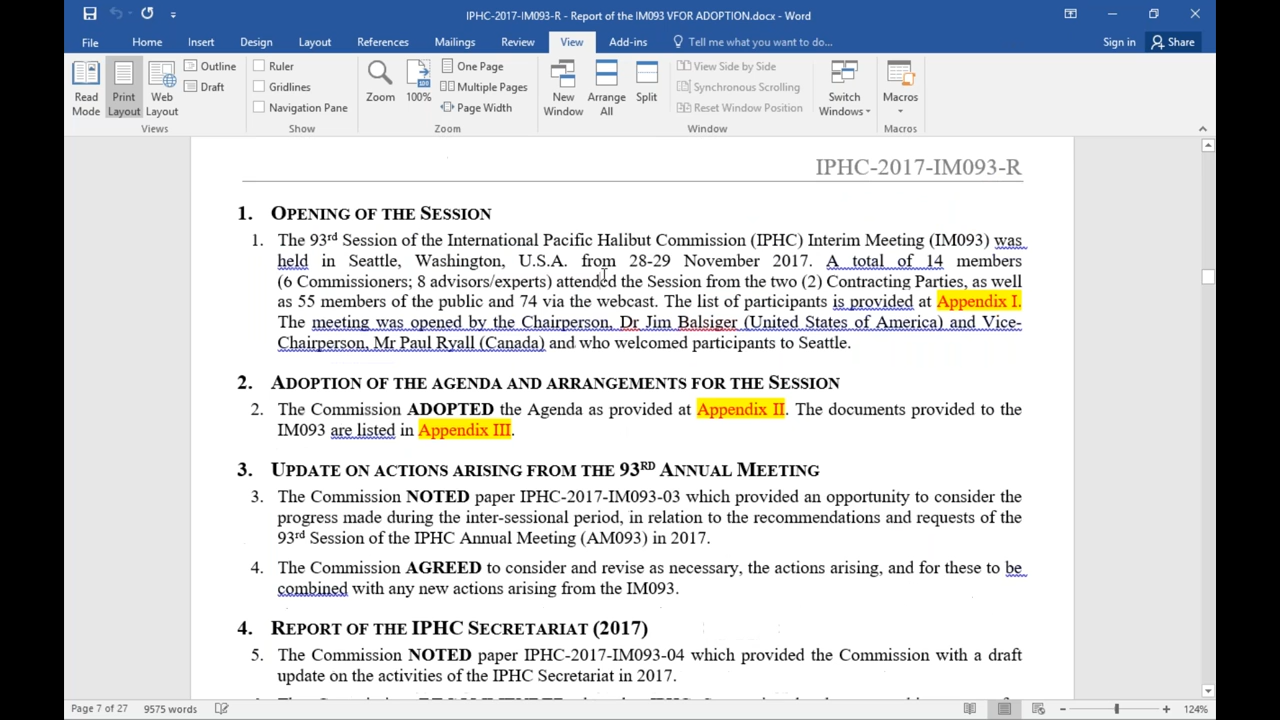 IPHC-2017-IM093-R - Report of the IM093 VFOR ADOPTION.docx - Word
File Home Insert Design Layout References Mailings Review View Add-ins Tell me what you want to do... Sign in Share
Read Mode
Print Layout
Web Layout
Outline
Draft
Views
Ruler
Gridlines
Navigation Pane
Show
Zoom
100%
One Page
Multiple Pages
Page Width
Zoom
New Window
Arrange All
Split
View Side by Side
Synchronous Scrolling
Reset Window Position
Window
Switch Windows
Macros
Macros
IPHC-2017-IM093-R
1. OPENING OF THE SESSION
1. The 93rd Session of the International Pacific Halibut Commission (IPHC) Interim Meeting (IM093) was
held in Seattle, Washington, U.S.A. from 28-29 November 2017. A total of 14 members
(6 Commissioners; 8 advisors/experts) attended the Session from the two (2) Contracting Parties, as well
as 55 members of the public and 74 via the webcast. The list of participants is provided at Appendix I.
The meeting was opened by the Chairperson, Dr Jim Balsiger (United States of America) and Vice-
Chairperson, Mr Paul Ryall (Canada) and who welcomed participants to Seattle.
2. ADOPTION OF THE AGENDA AND ARRANGEMENTS FOR THE SESSION
2. The Commission ADOPTED the Agenda as provided at Appendix II. The documents provided to the
IM093 are listed in Appendix III.
3. UPDATE ON ACTIONS ARISING FROM THE 93RD ANNUAL MEETING
3. The Commission NOTED paper IPHC-2017-IM093-03 which provided an opportunity to consider the
progress made during the inter-sessional period, in relation to the recommendations and requests of the
93rd Session of the IPHC Annual Meeting (AM093) in 2017.
4. The Commission AGREED to consider and revise as necessary, the actions arising, and for these to be
combined with any new actions arising from the IM093.
4. REPORT OF THE IPHC SECRETARIAT (2017)
5. The Commission NOTED paper IPHC-2017-IM093-04 which provided the Commission with a draft
update on the activities of the IPHC Secretariat in 2017.
Page 7 of 27 9575 words 124%